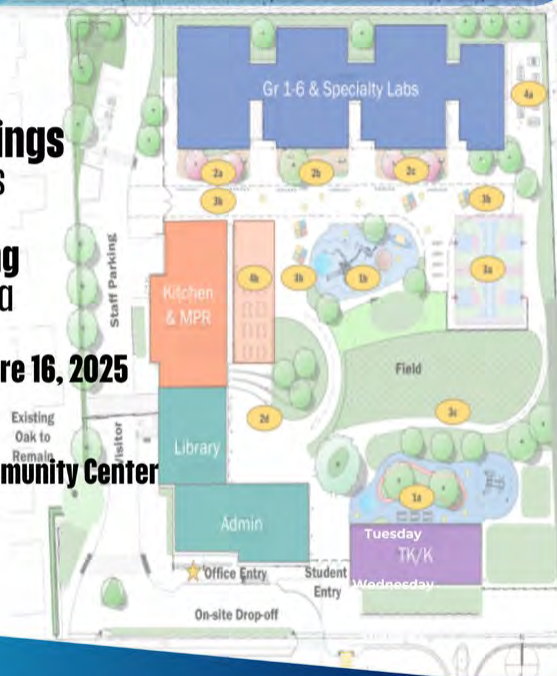 Gr 1-6 & Specialty Labs
4a
ings
s
2a
2b
2c
3b
3b
g
a
Staff Parking
Kitchen
& MPR
4b
3b
1b
3a
re 16, 2025
Field
Existing
Oak to
Remain
Visitor
2d
3c
munity Center
Library
1a
Admin
Tuesday
TK/K
Wednesday
Office Entry
Student
Entry
On-site Drop-off